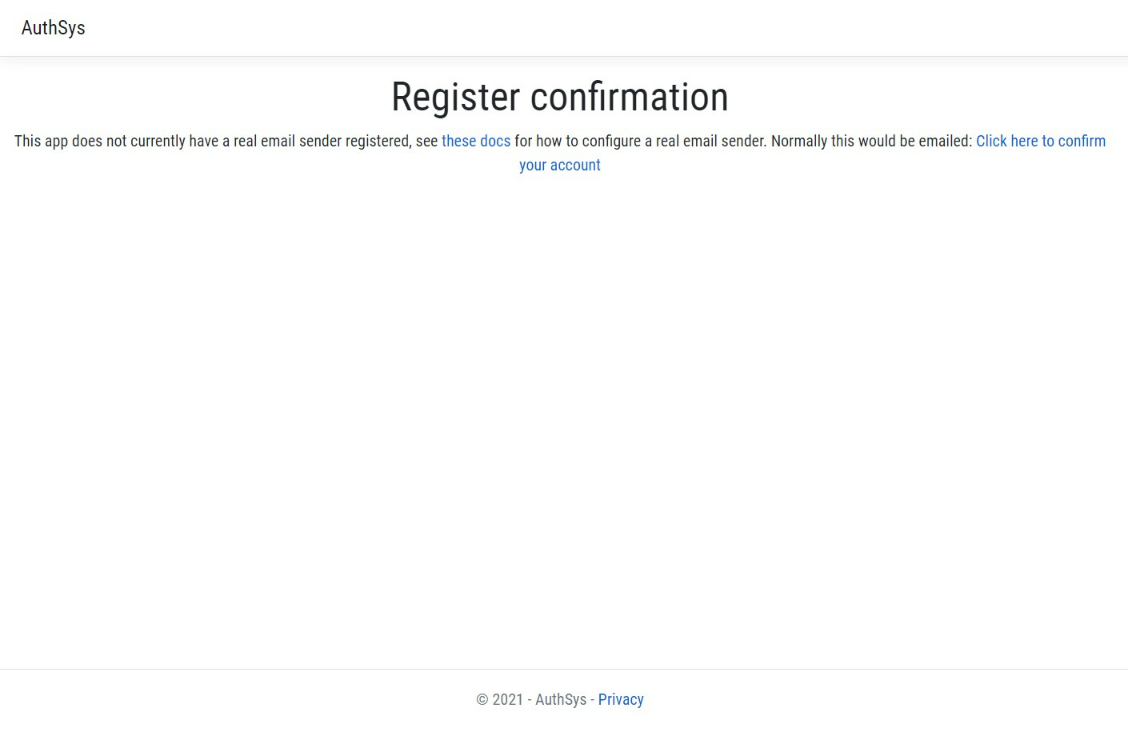 AuthSys
Register confirmation
This app does not currently have a real email sender registered, see these docs for how to configure a real email sender. Normally this would be emailed: Click here to confirm
your account
© 2021 - AuthSys - Privacy